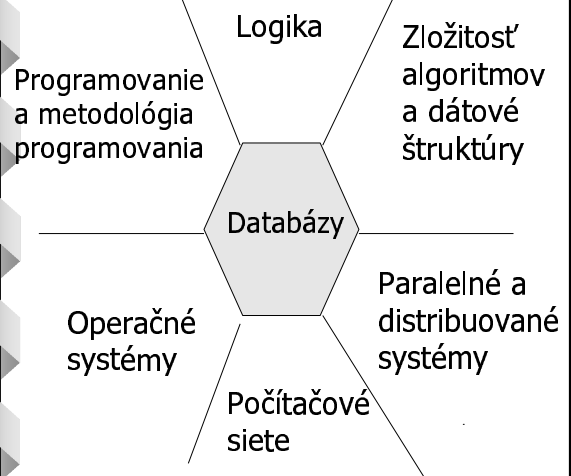 Logika
Zložitosť
algoritmov
a dátové
štruktúry
Programovanie
a metodológia
programovania
Databázy
Paralelné a
distribuované
systémy
Operačné
systémy
Počítačové
siete